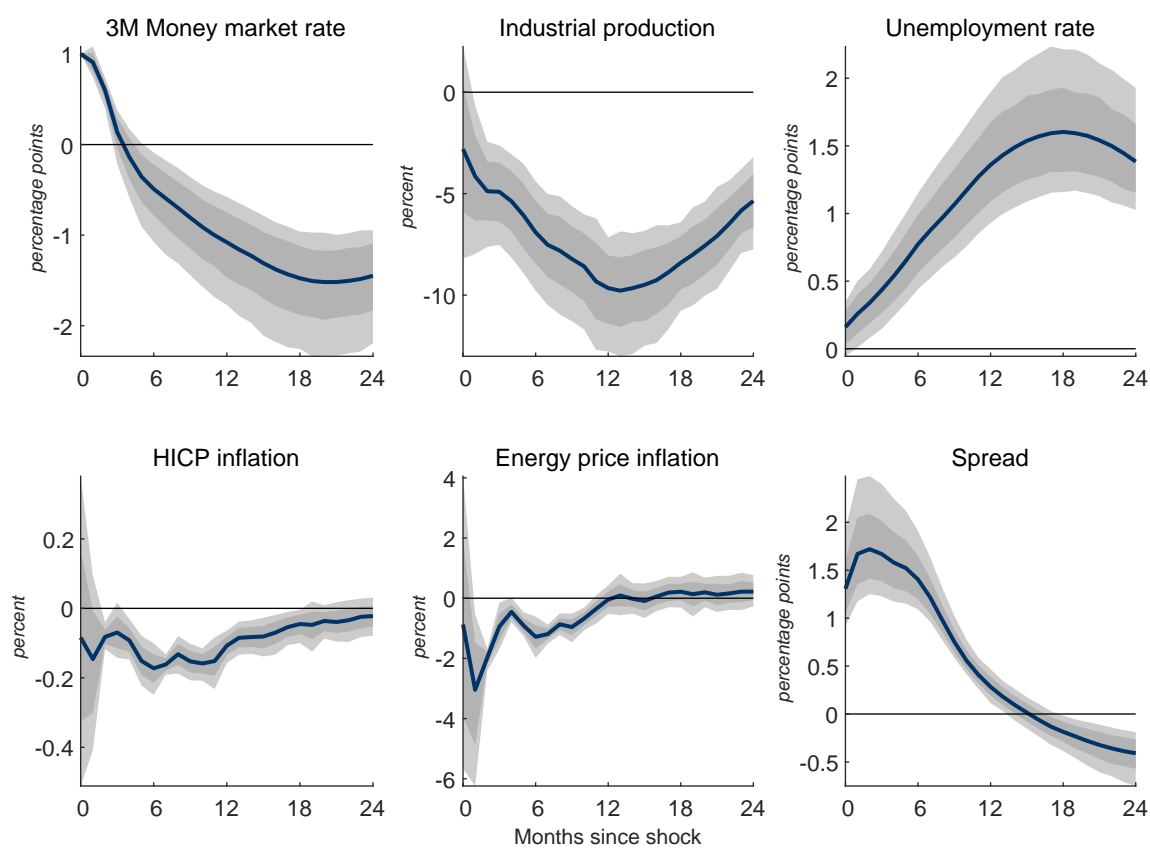 3M Money market rate
percentage points
1
0
-1
-2
0 6 12 18 24
Industrial production
percent
0
-5
-10
0 6 12 18 24
Unemployment rate
percentage points
2
1.5
1
0.5
0
0 6 12 18 24
HICP inflation
percent
0.2
0
-0.2
-0.4
0 6 12 18 24
Energy price inflation
percent
4
2
0
-2
-4
-6
0 6 12 18 24
Months since shock
Spread
percentage points
2
1.5
1
0.5
0
-0.5
0 6 12 18 24